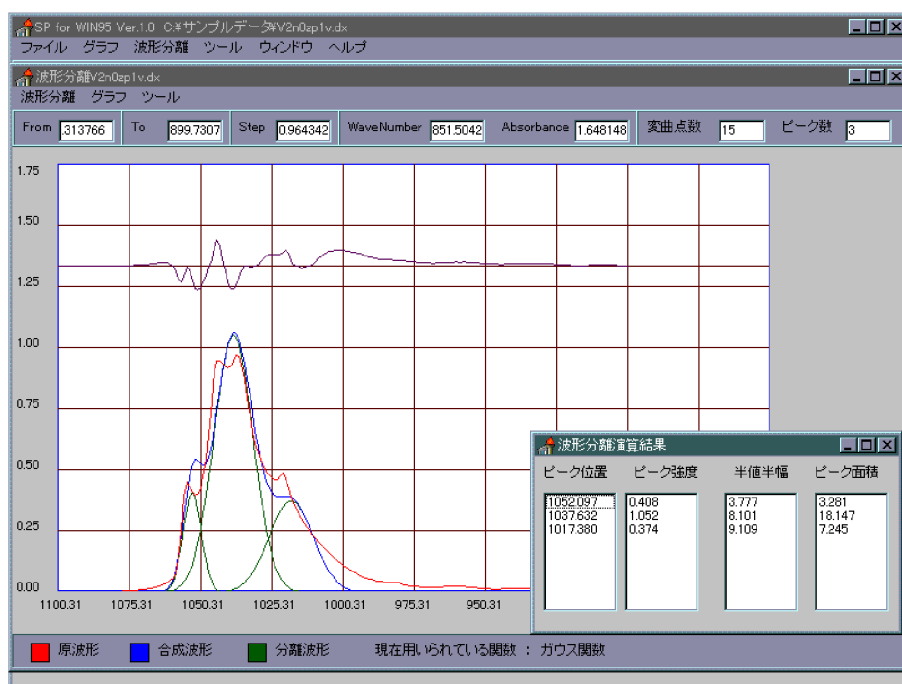 SP for WIN95 Ver.1.0 C:¥サンプルデータ¥V2n0zp1v.dx
ファイル グラフ 波形分離 ツール ウィンドウ ヘルプ
波形分離V2n0zp1v.dx
波形分離 グラフ ツール
From .313766 To 899.7307 Step 0.964342 WaveNumber 851.5042 Absorbance 1.648148 変曲点数 15 ピーク数 3
1.75
1.50
1.25
1.00
0.75
0.50
0.25
0.00
1100.31 1075.31 1050.31 1025.31 1000.31 975.31 950.31
波形分離演算結果
ピーク位置 ピーク強度 半値半幅 ピーク面積
1052.097 0.408 3.777 3.281
1037.632 1.052 8.101 18.147
1017.380 0.374 9.109 7.245
原波形 合成波形 分離波形 現在用いられている関数 : ガウス関数